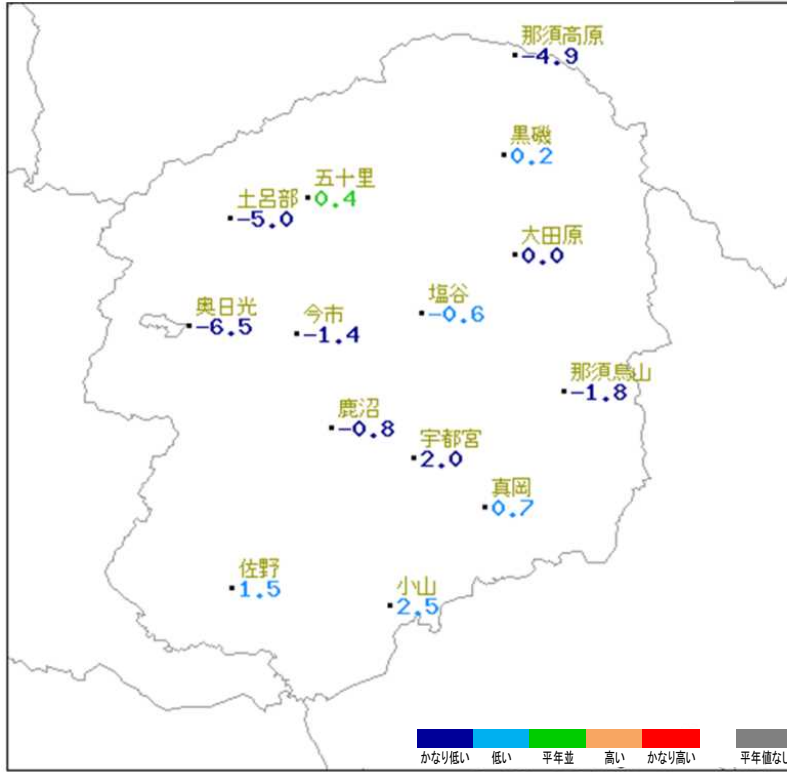 那須高原
-4.9
黒磯
0.2
五十里
0.4
土呂部
-5.0
大田原
0.0
塩谷
-0.6
奥日光
-6.5
今市
-1.4
那須烏山
-1.8
鹿沼
-0.8
宇都宮
2.0
真岡
0.7
佐野
1.5
小山
2.5
かなり低い 低い 平年並 高い かなり高い 平年値なし